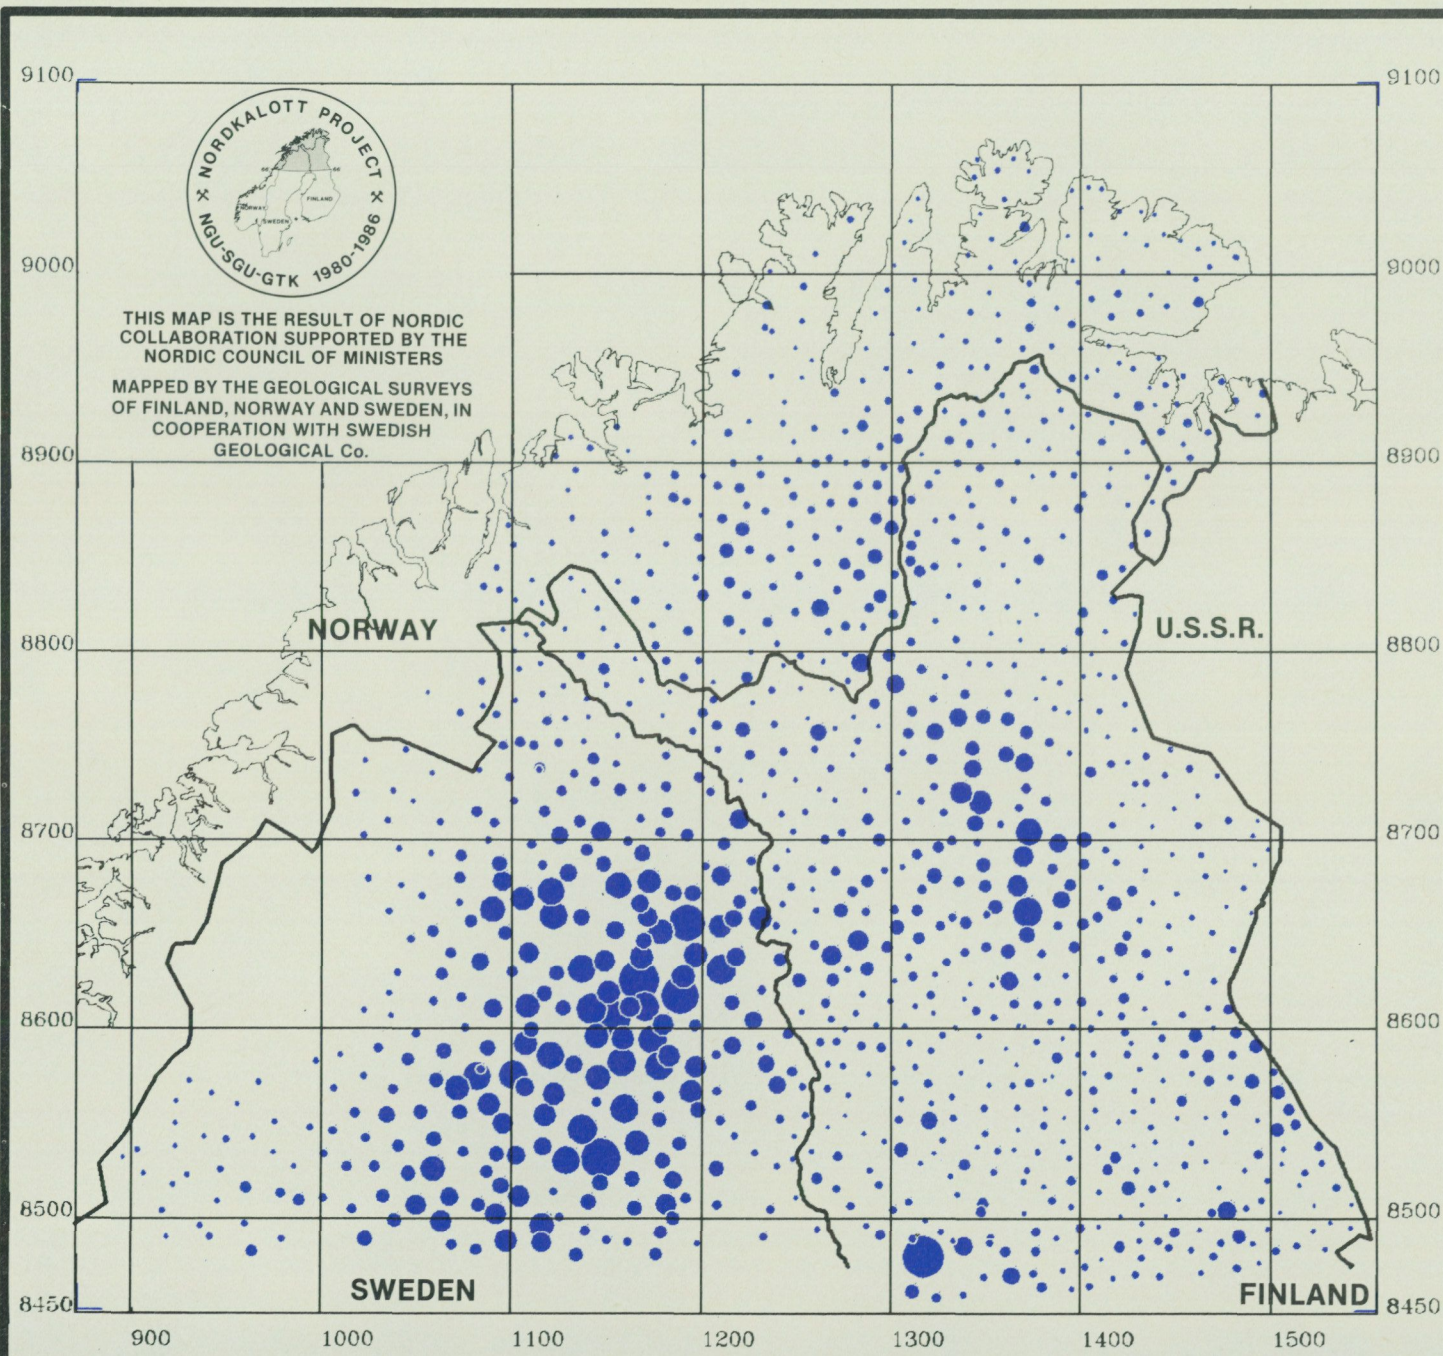 9100
9100
NORDKALOTT PROJECT
NORWAY
SWEDEN
FINLAND
NGU-SGU-GTK 1980-1986
9000
9000
THIS MAP IS THE RESULT OF NORDIC
COLLABORATION SUPPORTED BY THE
NORDIC COUNCIL OF MINISTERS
MAPPED BY THE GEOLOGICAL SURVEYS
OF FINLAND, NORWAY AND SWEDEN, IN
COOPERATION WITH SWEDISH
GEOLOGICAL Co.
8900
8900
NORWAY
U.S.S.R.
8800
8800
8700
8700
8600
8600
8500
8500
SWEDEN
FINLAND
8450
8450
900 1000 1100 1200 1300 1400 1500